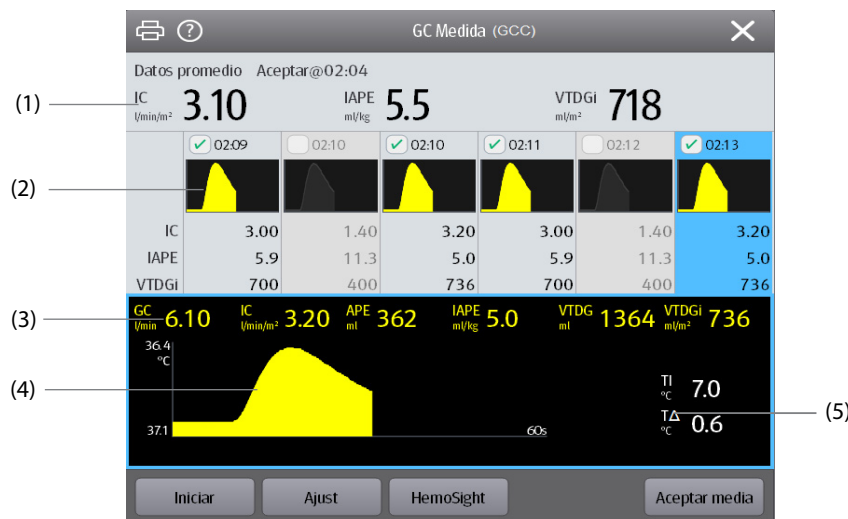 ? GC Medida (GCC)
Datos promedio Aceptar@02:04
(1) IC l/min/m² 3.10 IAPE ml/kg 5.5 VTDGi ml/m² 718
02:09 02:10 02:10 02:11 02:12 02:13
(2)
IC 3.00 1.40 3.20 3.00 1.40 3.20
IAPE 5.9 11.3 5.0 5.9 11.3 5.0
VTDGi 700 400 736 700 400 736
(3) GC l/min 6.10 IC l/min/m² 3.20 APE ml 362 IAPE ml/kg 5.0 VTDG ml 1364 VTDGi ml/m² 736
36.4
°C
(4) TI °C 7.0
(5) TΔ °C 0.6
37.1 60s
Iniciar Ajust HemoSight Aceptar media